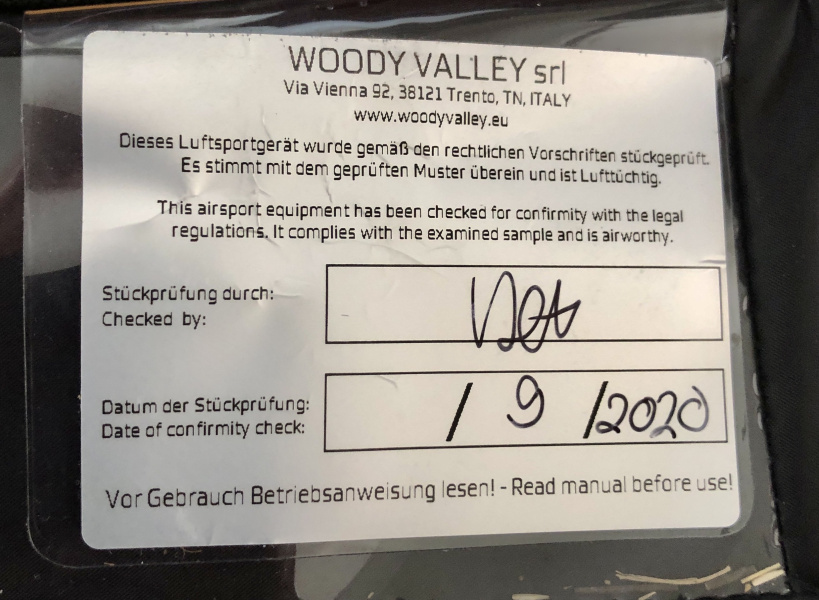 WOODY VALLEY srl
Via Vienna 92, 38121 Trento, TN, ITALY
www.woodyvalley.eu
Dieses Luftsportgerät wurde gemäß den rechtlichen Vorschriften stückgeprüft.
Es stimmt mit dem geprüften Muster überein und ist Lufttüchtig.
This airsport equipment has been checked for confirmity with the legal
regulations. It complies with the examined sample and is airworthy.
Stückprüfung durch:
Checked by:
Datum der Stückprüfung:
Date of confirmity check:
/ 9 /2020
Vor Gebrauch Betriebsanweisung lesen! - Read manual before use!